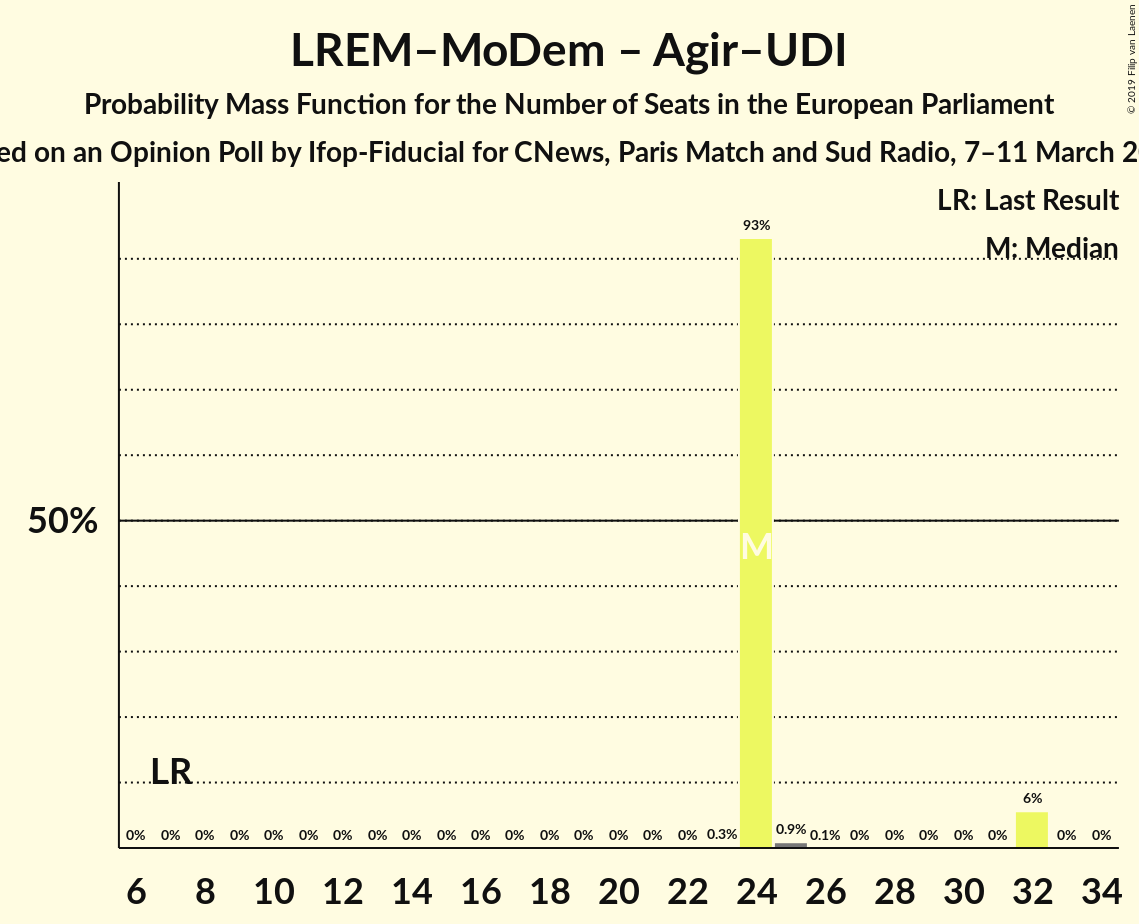 LREM–MoDem – Agir–UDI
Probability Mass Function for the Number of Seats in the European Parliament
on an Opinion Poll by Ifop-Fiducial for CNews, Paris Match and Sud Radio, 7–11 March
© 2019 Filip van Laenen
LR: Last Result
M: Median
93%
50%
M
LR
6%
0% 0% 0% 0% 0% 0% 0% 0% 0% 0% 0% 0% 0% 0% 0% 0% 0% 0.3% 0.9% 0.1% 0% 0% 0% 0% 0% 0% 0%
6 8 10 12 14 16 18 20 22 24 26 28 30 32 34